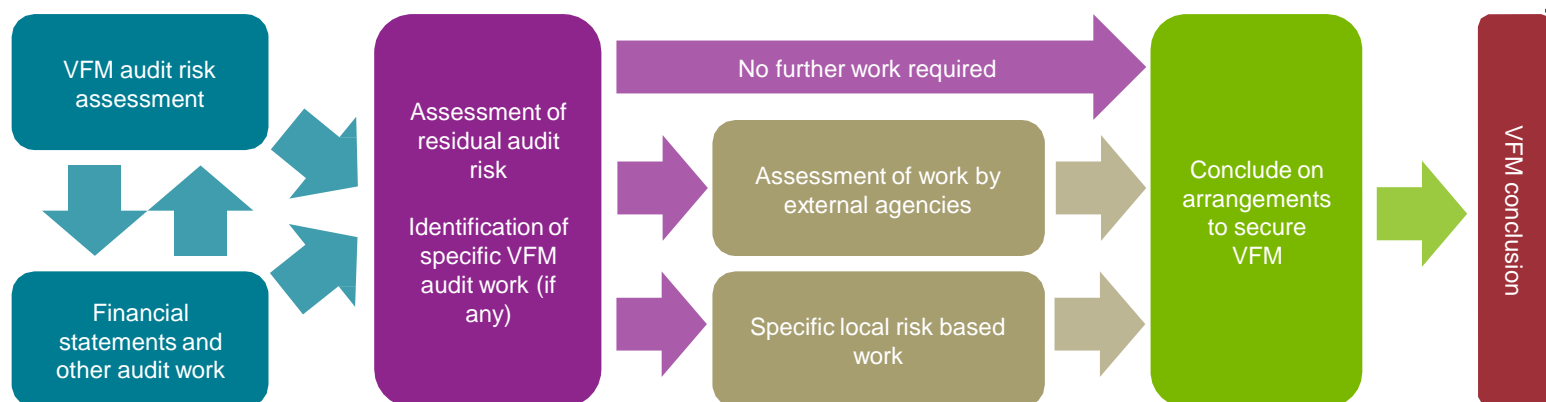 VFM audit risk
assessment
Financial
statements and
other audit work
Assessment of
residual audit
risk
Identification of
specific VFM
audit work (if
any)
No further work required
Assessment of work by
external agencies
Specific local risk based
work
Conclude on
arrangements
to secure
VFM
VFM conclusion